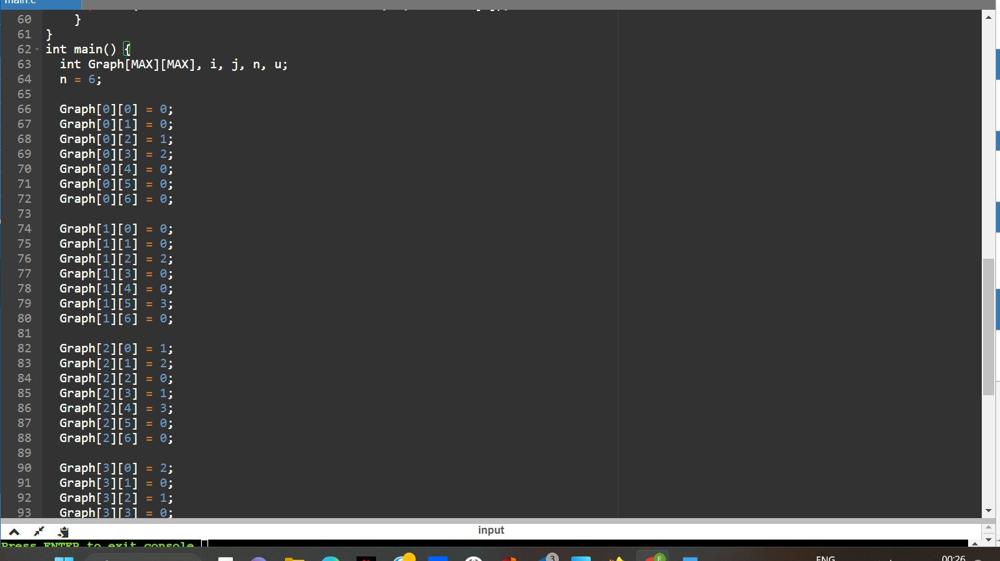 main.c
60 }
61 }
62 int main() {
63 int Graph[MAX][MAX], i, j, n, u;
64 n = 6;
65
66 Graph[0][0] = 0;
67 Graph[0][1] = 0;
68 Graph[0][2] = 1;
69 Graph[0][3] = 2;
70 Graph[0][4] = 0;
71 Graph[0][5] = 0;
72 Graph[0][6] = 0;
73
74 Graph[1][0] = 0;
75 Graph[1][1] = 0;
76 Graph[1][2] = 2;
77 Graph[1][3] = 0;
78 Graph[1][4] = 0;
79 Graph[1][5] = 3;
80 Graph[1][6] = 0;
81
82 Graph[2][0] = 1;
83 Graph[2][1] = 2;
84 Graph[2][2] = 0;
85 Graph[2][3] = 1;
86 Graph[2][4] = 3;
87 Graph[2][5] = 0;
88 Graph[2][6] = 0;
89
90 Graph[3][0] = 2;
91 Graph[3][1] = 0;
92 Graph[3][2] = 1;
93 Graph[3][3] = 0;
input
Press ENTER to exit console.
3
E
ENG
00:26